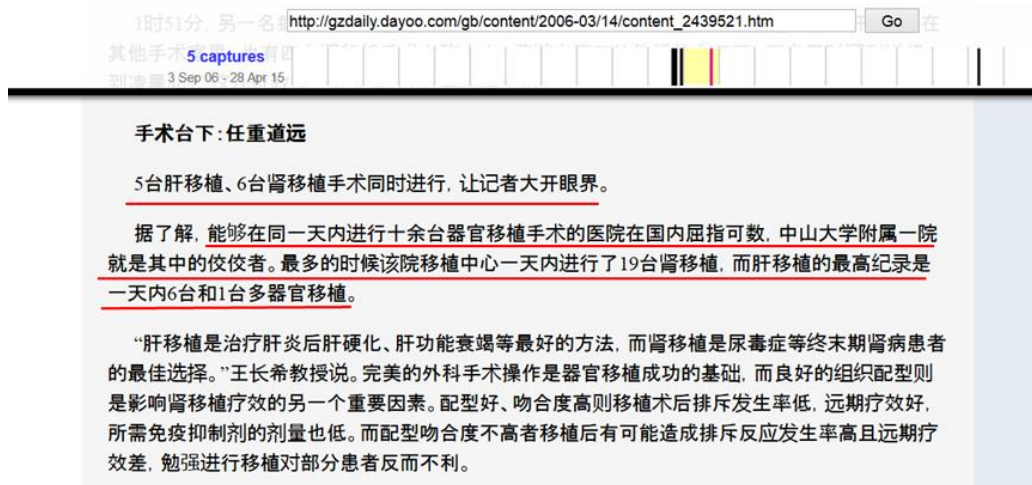 http://gzdaily.dayoo.com/gb/content/2006-03/14/content_2439521.htm Go
1时51分，另一名
在
其他手术
5 captures
3 Sep 06 - 28 Apr 15
手术台下：任重道远
5台肝移植、6台肾移植手术同时进行，让记者大开眼界。
据了解，能够在同一天内进行十余台器官移植手术的医院在国内屈指可数，中山大学附属一院
就是其中的佼佼者。最多的时候该院移植中心一天内进行了19台肾移植，而肝移植的最高纪录是
一天内6台和1台多器官移植。
“肝移植是治疗肝炎后肝硬化、肝功能衰竭等最好的方法，而肾移植是尿毒症等终末期肾病患者
的最佳选择。”王长希教授说。完美的外科手术操作是器官移植成功的基础，而良好的组织配型则
是影响肾移植疗效的另一个重要因素。配型好、吻合度高则移植术后排斥发生率低，远期疗效好，
所需免疫抑制剂的剂量也低。而配型吻合度不高者移植后有可能造成排斥反应发生率高且远期疗
效差，勉强进行移植对部分患者反而不利。